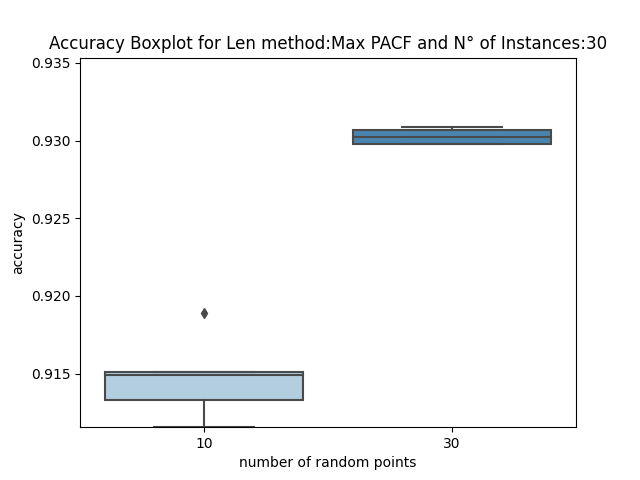 Accuracy Boxplot for Len method:Max PACF and N° of Instances:30
0.935
0.930
0.925
0.920
0.915
accuracy
10
30
number of random points